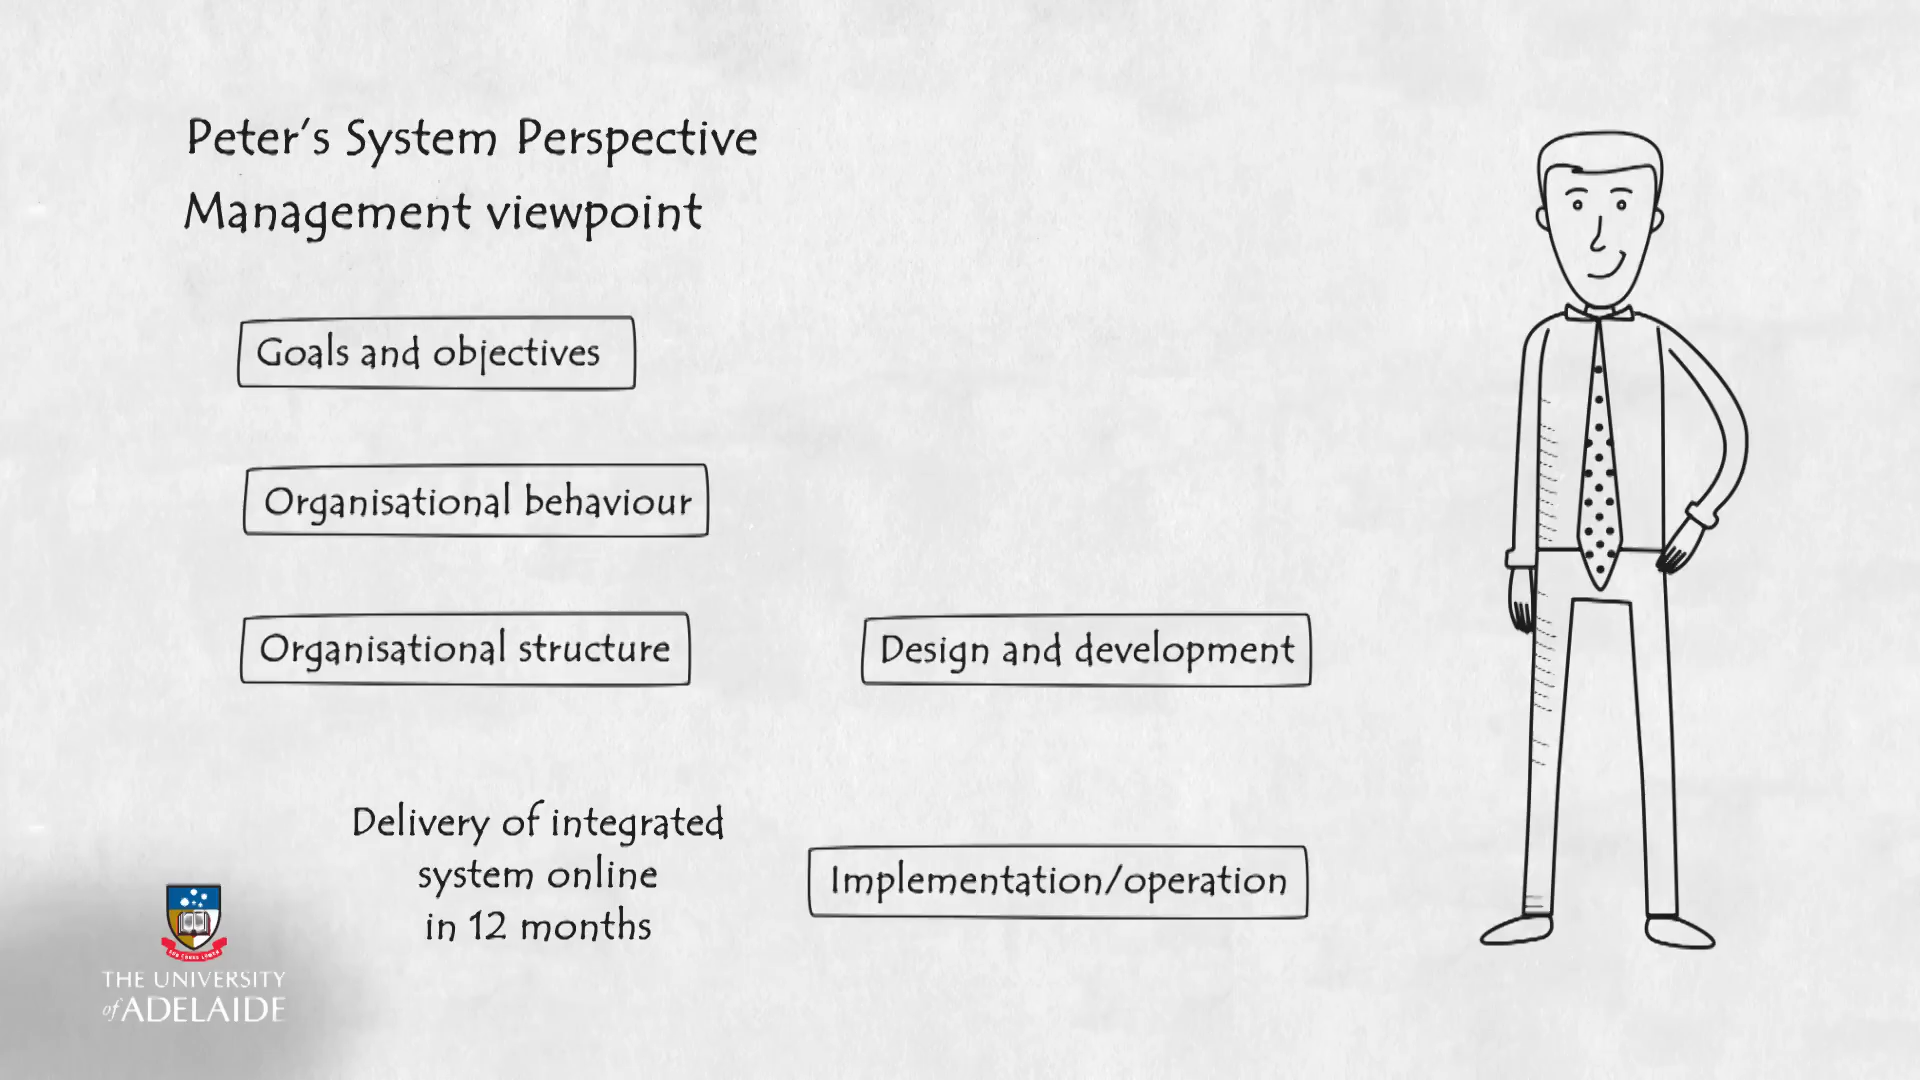 Peter's System Perspective
Management viewpoint
Goals and objectives
Organisational behaviour
Organisational structure
Design and development
Delivery of integrated
system online
in 12 months
Implementation/operation
THE UNIVERSITY
of ADELAIDE